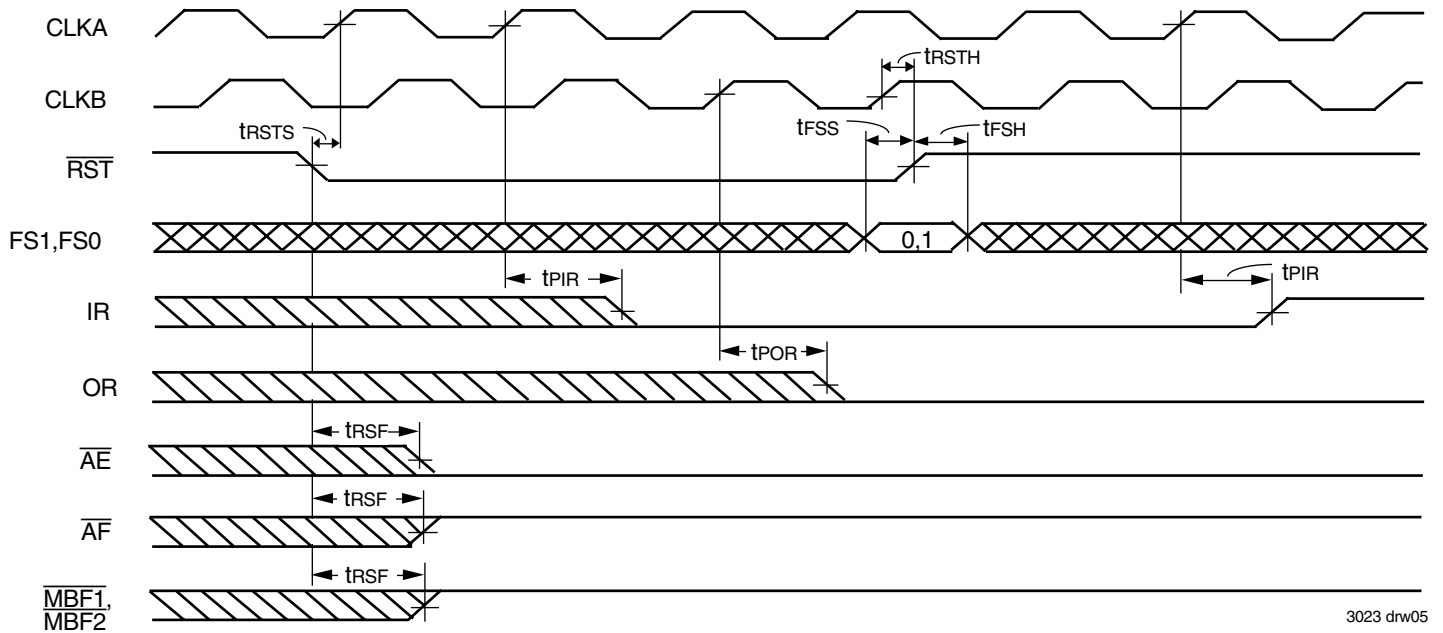 CLKA
tRSTH
CLKB
tRSTS
tFSS
tFSH
RST
FS1,FS0
0,1
tPIR
tPIR
IR
tPOR
OR
tRSF
AE
tRSF
AF
tRSF
MBF1,
MBF2
3023 drw05